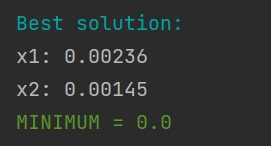 Best solution:
x1: 0.00236
x2: 0.00145
MINIMUM = 0.0